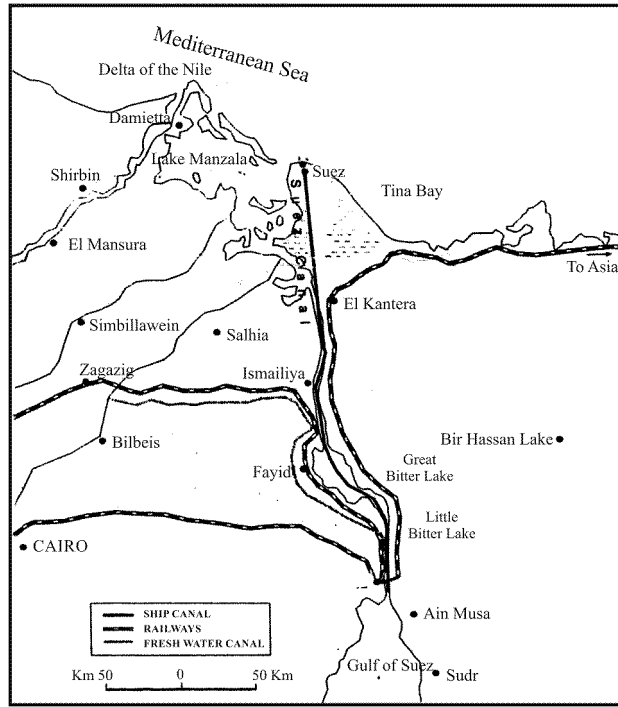 Mediterranean Sea
Delta of the Nile
Damietta
Lake Manzala
Suez
Shirbin
Tina Bay
Suez Canal
El Mansura
To Asia
El Kantera
Simbillawein
Salhia
Zagazig
Ismailiya
Bilbeis
Bir Hassan Lake
Great
Bitter Lake
Fayid
Little
Bitter Lake
CAIRO
SHIP CANAL
RAILWAYS
FRESH WATER CANAL
Ain Musa
Gulf of Suez
Sudr
Km 50 0 50 Km